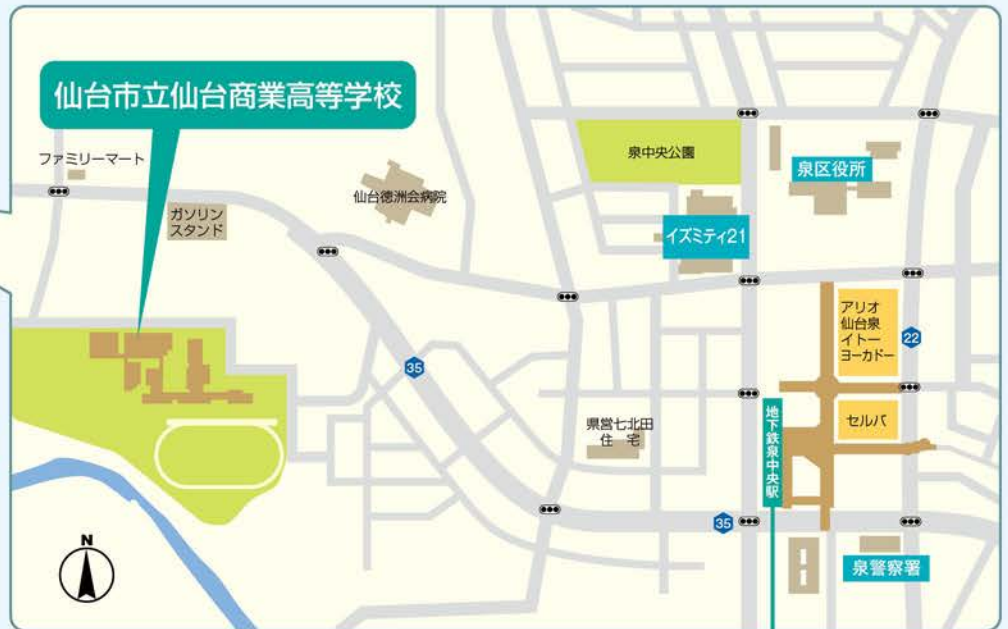 仙台市立仙台商業高等学校
ファミリーマート
ガソリン
スタンド
仙台徳洲会病院
泉中央公園
泉区役所
イズミティ21
アリオ
仙台泉
イトー
ヨーカドー
22
35
セルバ
県営七北田
住　宅
地下鉄泉中央駅
35
泉警察署
N